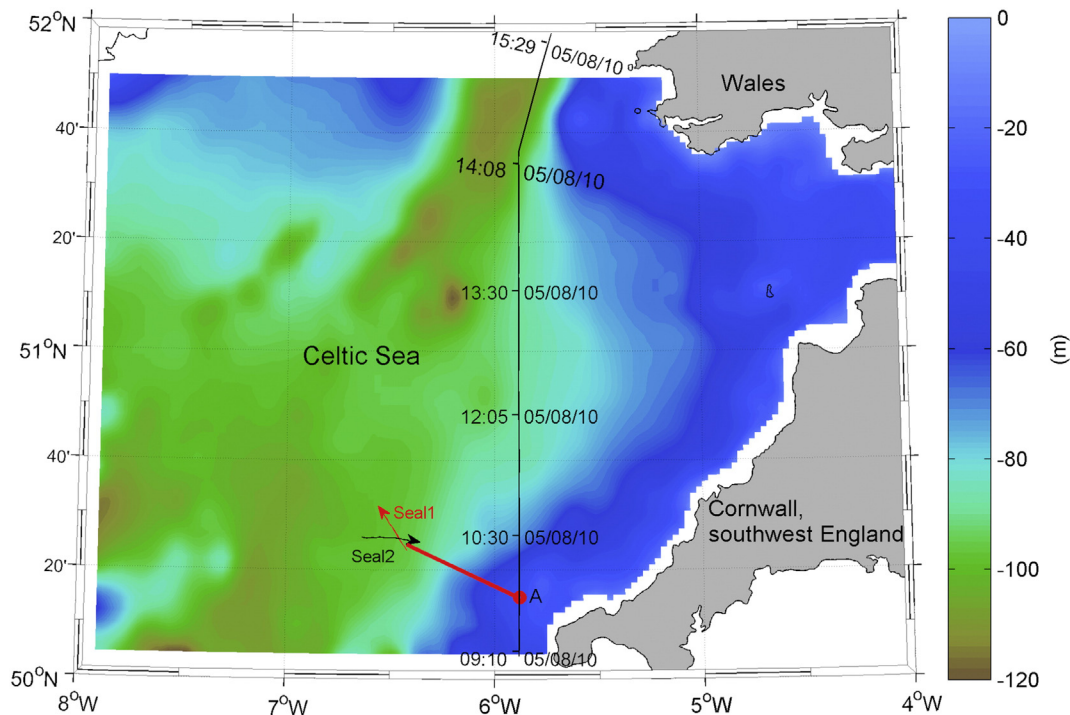 52°N
40'
20'
51°N
40'
20'
50°N
8°W
7°W
6°W
5°W
4°W
15:29 05/08/10
14:08 05/08/10
13:30 05/08/10
12:05 05/08/10
10:30 05/08/10
09:10 05/08/10
Wales
Celtic Sea
Cornwall,
southwest England
Seal1
Seal2
A
0
-20
-40
-60
-80
-100
-120
(m)